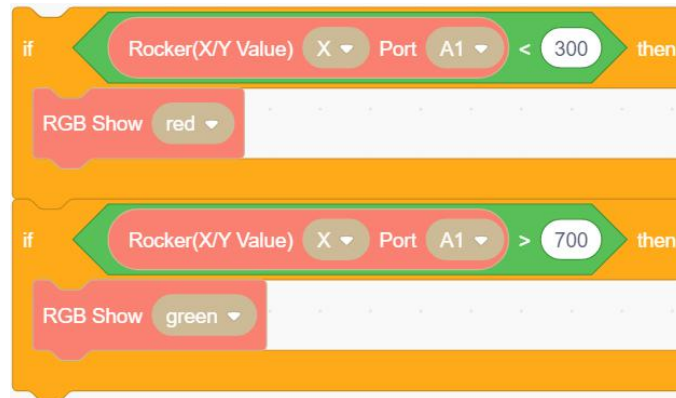 if Rocker(X/Y Value) X Port A1 < 300 then
RGB Show red
if Rocker(X/Y Value) X Port A1 > 700 then
RGB Show green